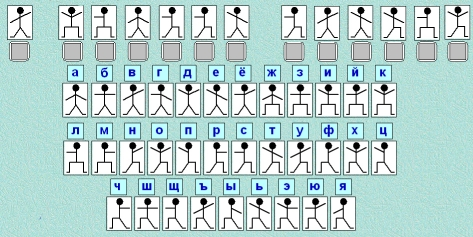 а б в г д е ё ж з и й к
л м н о п р с т у ф х ц
ч ш щ ъ ы ь э ю я